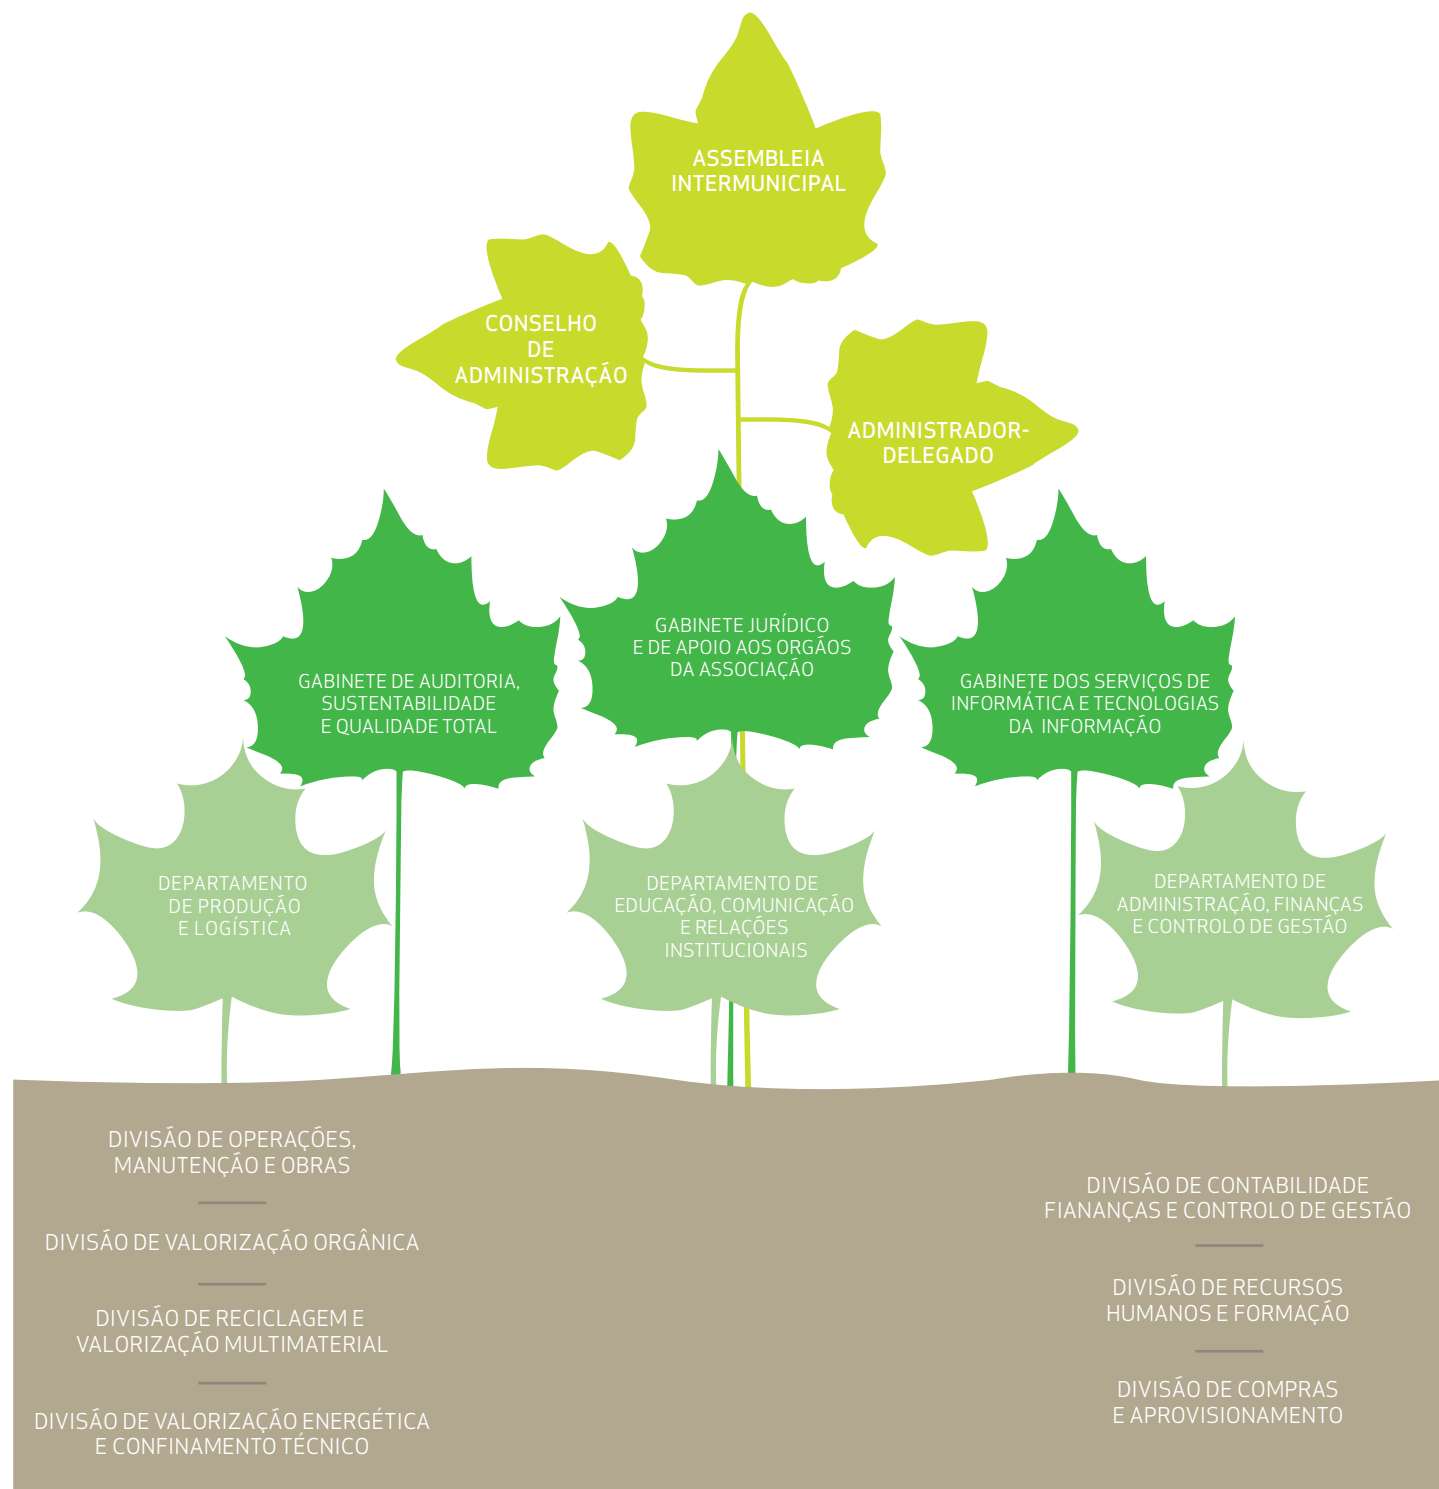 ASSEMBLEIA
INTERMUNICIPAL
CONSELHO
DE
ADMINISTRAÇÃO
ADMINISTRADOR-
DELEGADO
GABINETE JURÍDICO
E DE APOIO AOS ORGÃOS
DA ASSOCIAÇÃO
GABINETE DE AUDITORIA,
SUSTENTABILIDADE
E QUALIDADE TOTAL
GABINETE DOS SERVIÇOS DE
INFORMÁTICA E TECNOLOGIAS
DA INFORMAÇÃO
DEPARTAMENTO
DE PRODUÇÃO
E LOGÍSTICA
DEPARTAMENTO DE
EDUCAÇÃO, COMUNICAÇÃO
E RELAÇÕES
INSTITUCIONAIS
DEPARTAMENTO DE
ADMINISTRAÇÃO, FINANÇAS
E CONTROLO DE GESTÃO
DIVISÃO DE OPERAÇÕES,
MANUTENÇÃO E OBRAS
DIVISÃO DE VALORIZAÇÃO ORGÂNICA
DIVISÃO DE RECICLAGEM E
VALORIZAÇÃO MULTIMATERIAL
DIVISÃO DE VALORIZAÇÃO ENERGÉTICA
E CONFINAMENTO TÉCNICO
DIVISÃO DE CONTABILIDADE
FIANANÇAS E CONTROLO DE GESTÃO
DIVISÃO DE RECURSOS
HUMANOS E FORMAÇÃO
DIVISÃO DE COMPRAS
E APROVISIONAMENTO